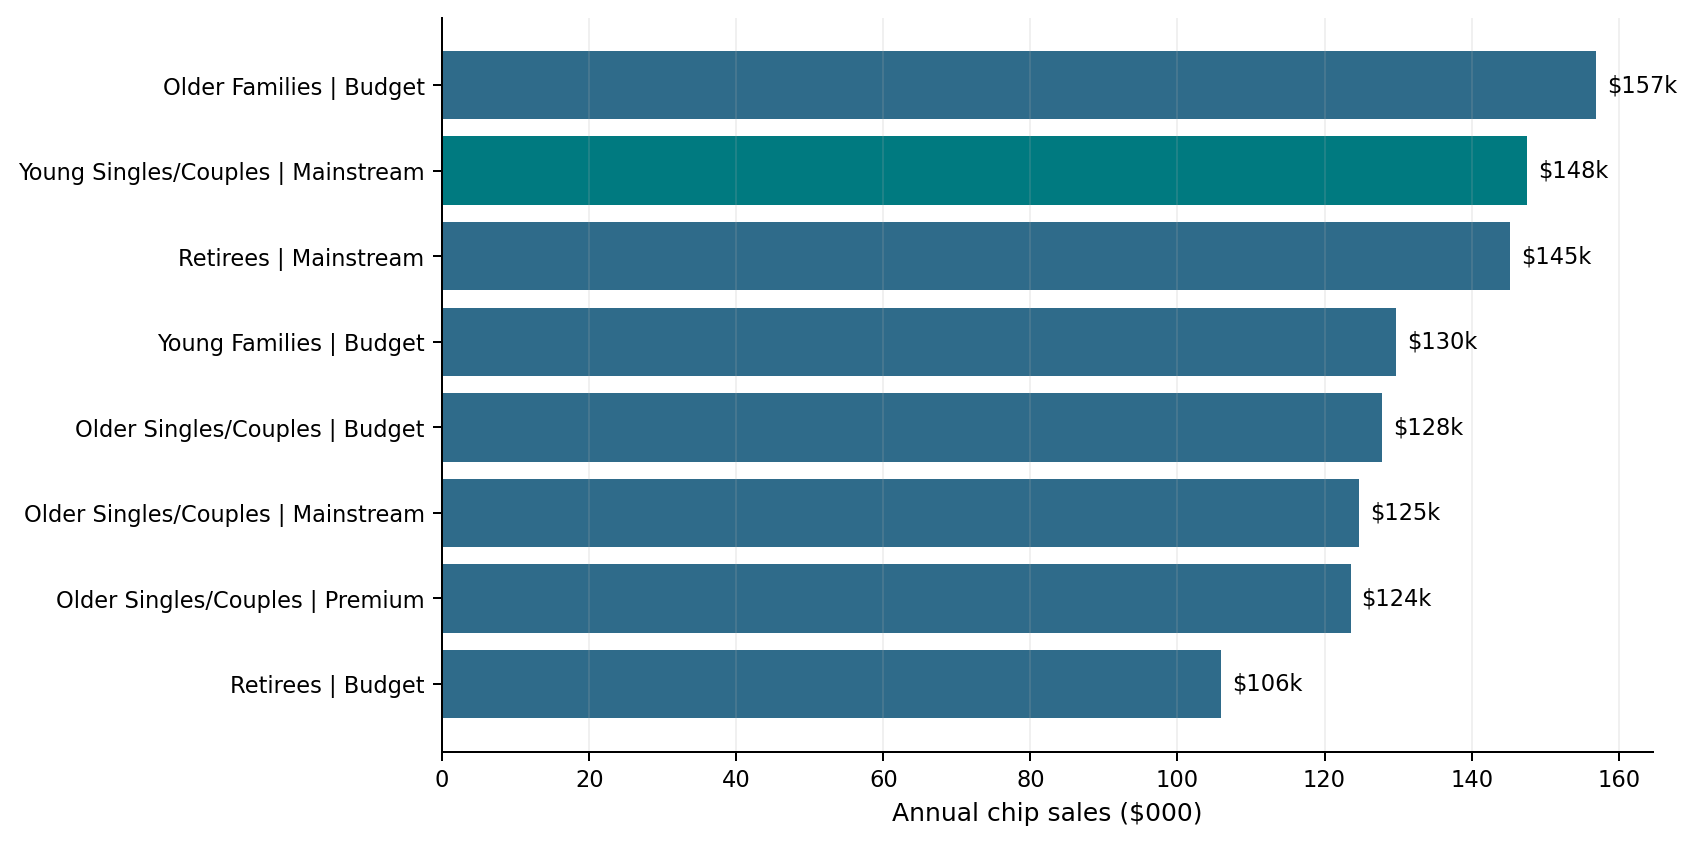 Older Families | Budget
$157k
Young Singles/Couples | Mainstream
$148k
Retirees | Mainstream
$145k
Young Families | Budget
$130k
Older Singles/Couples | Budget
$128k
Older Singles/Couples | Mainstream
$125k
Older Singles/Couples | Premium
$124k
Retirees | Budget
$106k
0 20 40 60 80 100 120 140 160
Annual chip sales ($000)